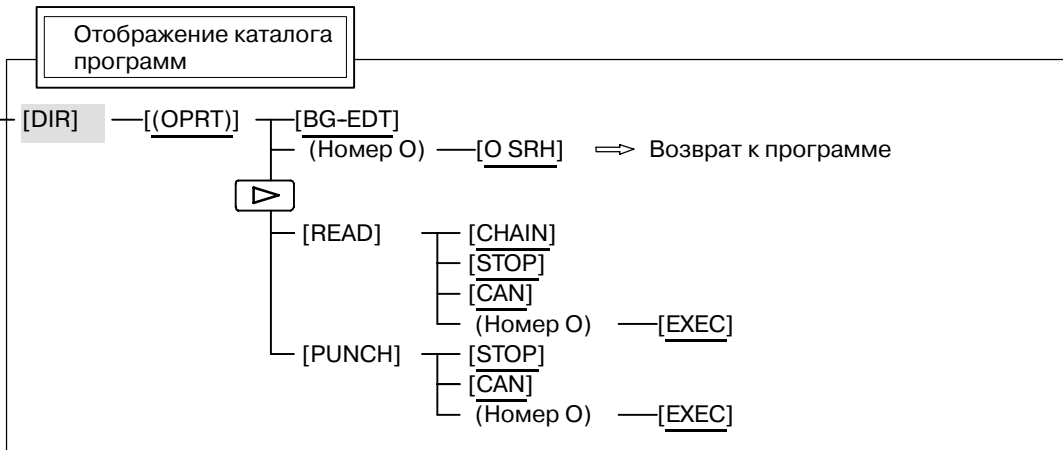 Отображение каталога
программ
[DIR] [(OPRT)] [BG-EDT]
(Номер O) [O SRH] Возврат к программе
[READ] [CHAIN]
[STOP]
[CAN]
(Номер O) [EXEC]
[PUNCH] [STOP]
[CAN]
(Номер O) [EXEC]